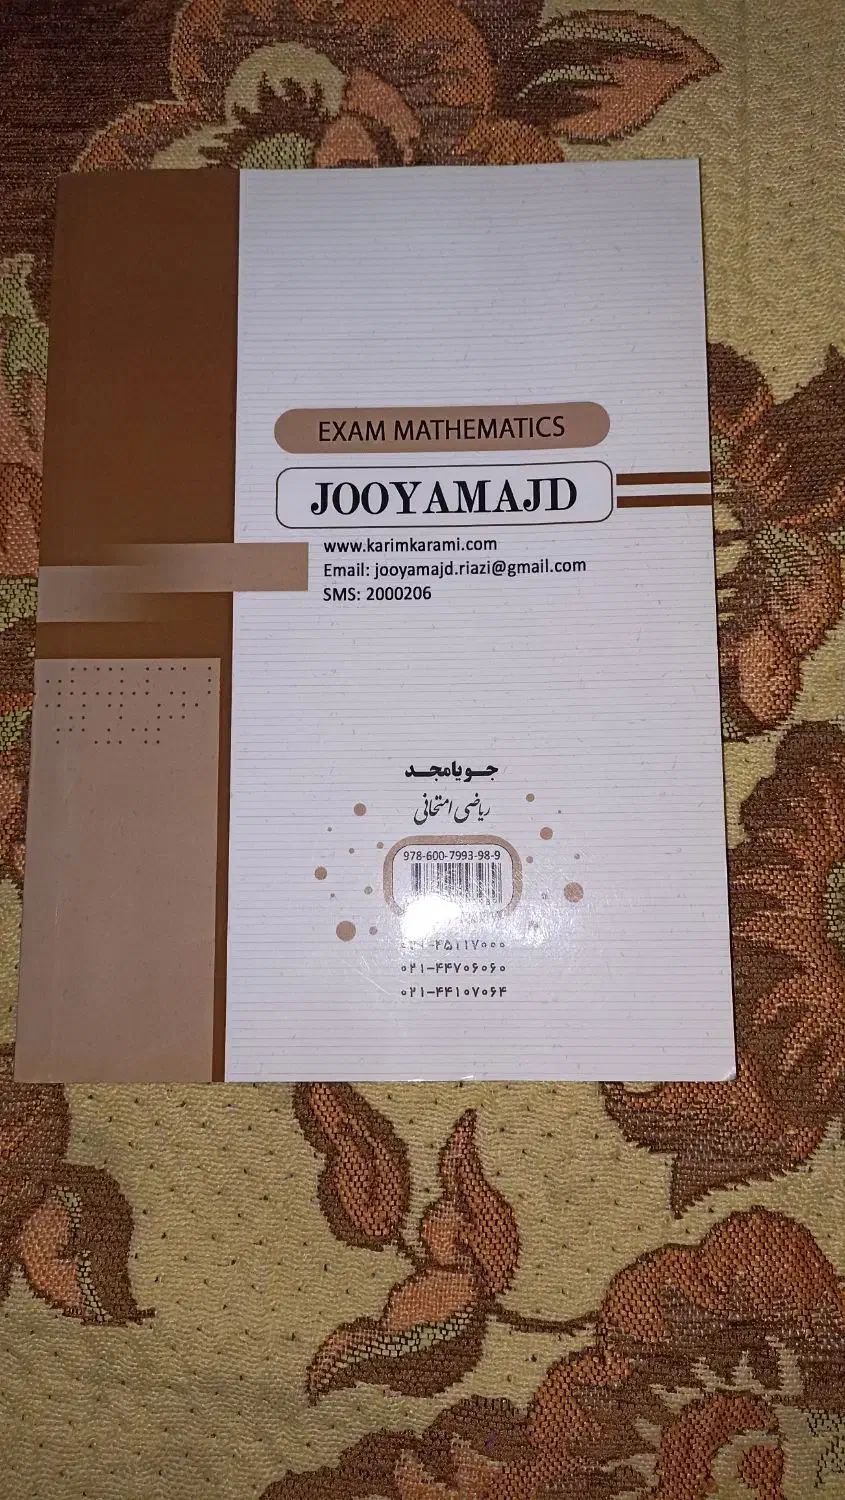 EXAM MATHEMATICS
JOOYAMAJD
www.karimkarami.com
Email: jooyamajd.riazi@gmail.com
SMS: 2000206
جـویامجـد
ریاضی امتحانی
978-600-7993-98-9
۰۲۱-۴۵۱۱۷۰۰۰
۰۲۱-۴۴۷۰۶۰۶۰
۰۲۱-۴۴۱۰۷۰۶۴